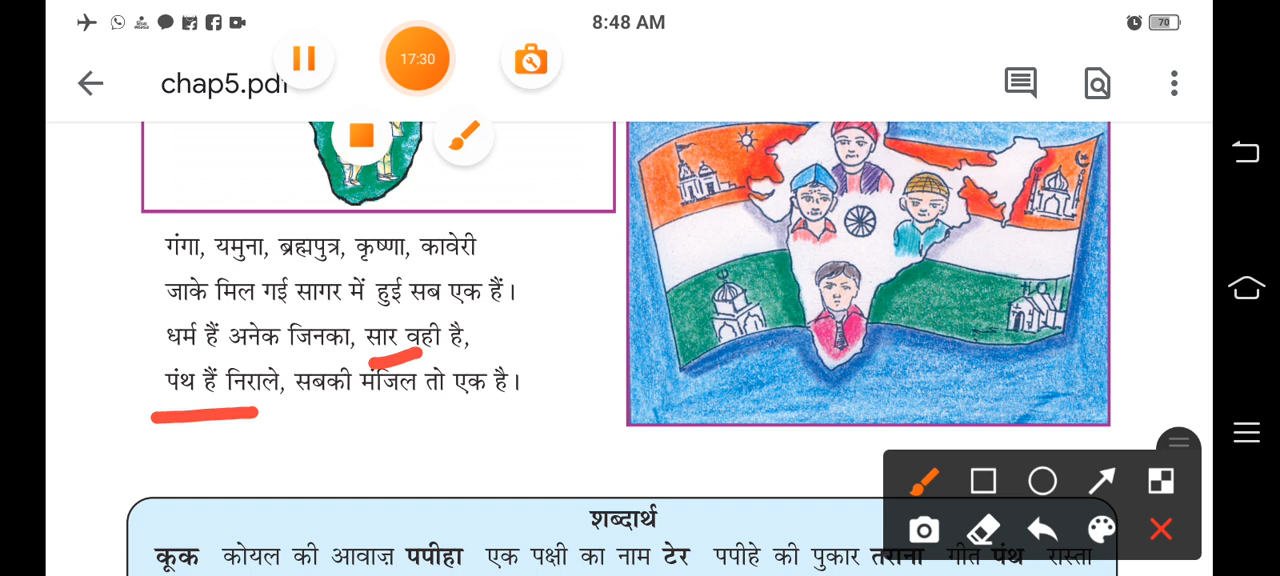 8:48 AM
70
17:30
chap5.pdf
गंगा, यमुना, ब्रह्मपुत्र, कृष्णा, कावेरी
जाके मिल गई सागर में हुई सब एक हैं।
धर्म हैं अनेक जिनका, सार वही है,
पंथ हैं निराले, सबकी मंजिल तो एक है।
शब्दार्थ
कूक कोयल की आवाज़ पपीहा एक पक्षी का नाम टेर पपीहे की पुकार तराना गीत पंथ रास्ता